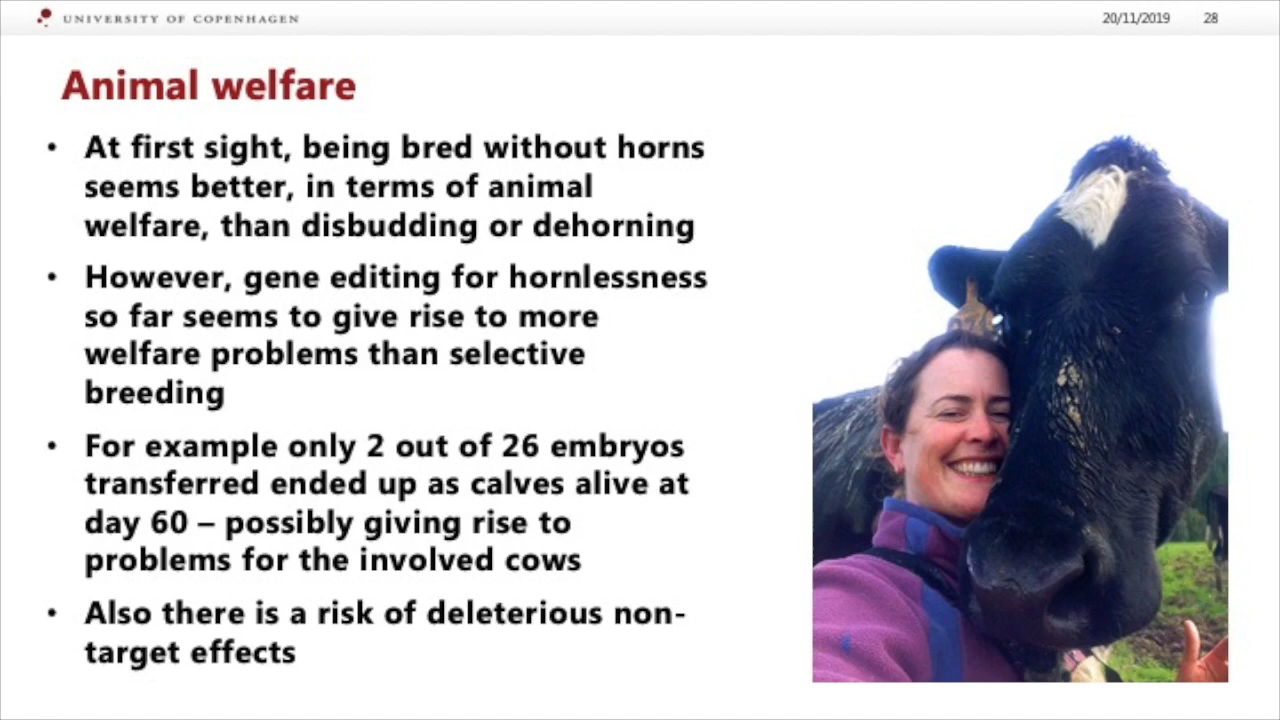 UNIVERSITY OF COPENHAGEN
20/11/2019 28
Animal welfare
• At first sight, being bred without horns
seems better, in terms of animal
welfare, than disbudding or dehorning
• However, gene editing for hornlessness
so far seems to give rise to more
welfare problems than selective
breeding
• For example only 2 out of 26 embryos
transferred ended up as calves alive at
day 60 – possibly giving rise to
problems for the involved cows
• Also there is a risk of deleterious non-
target effects